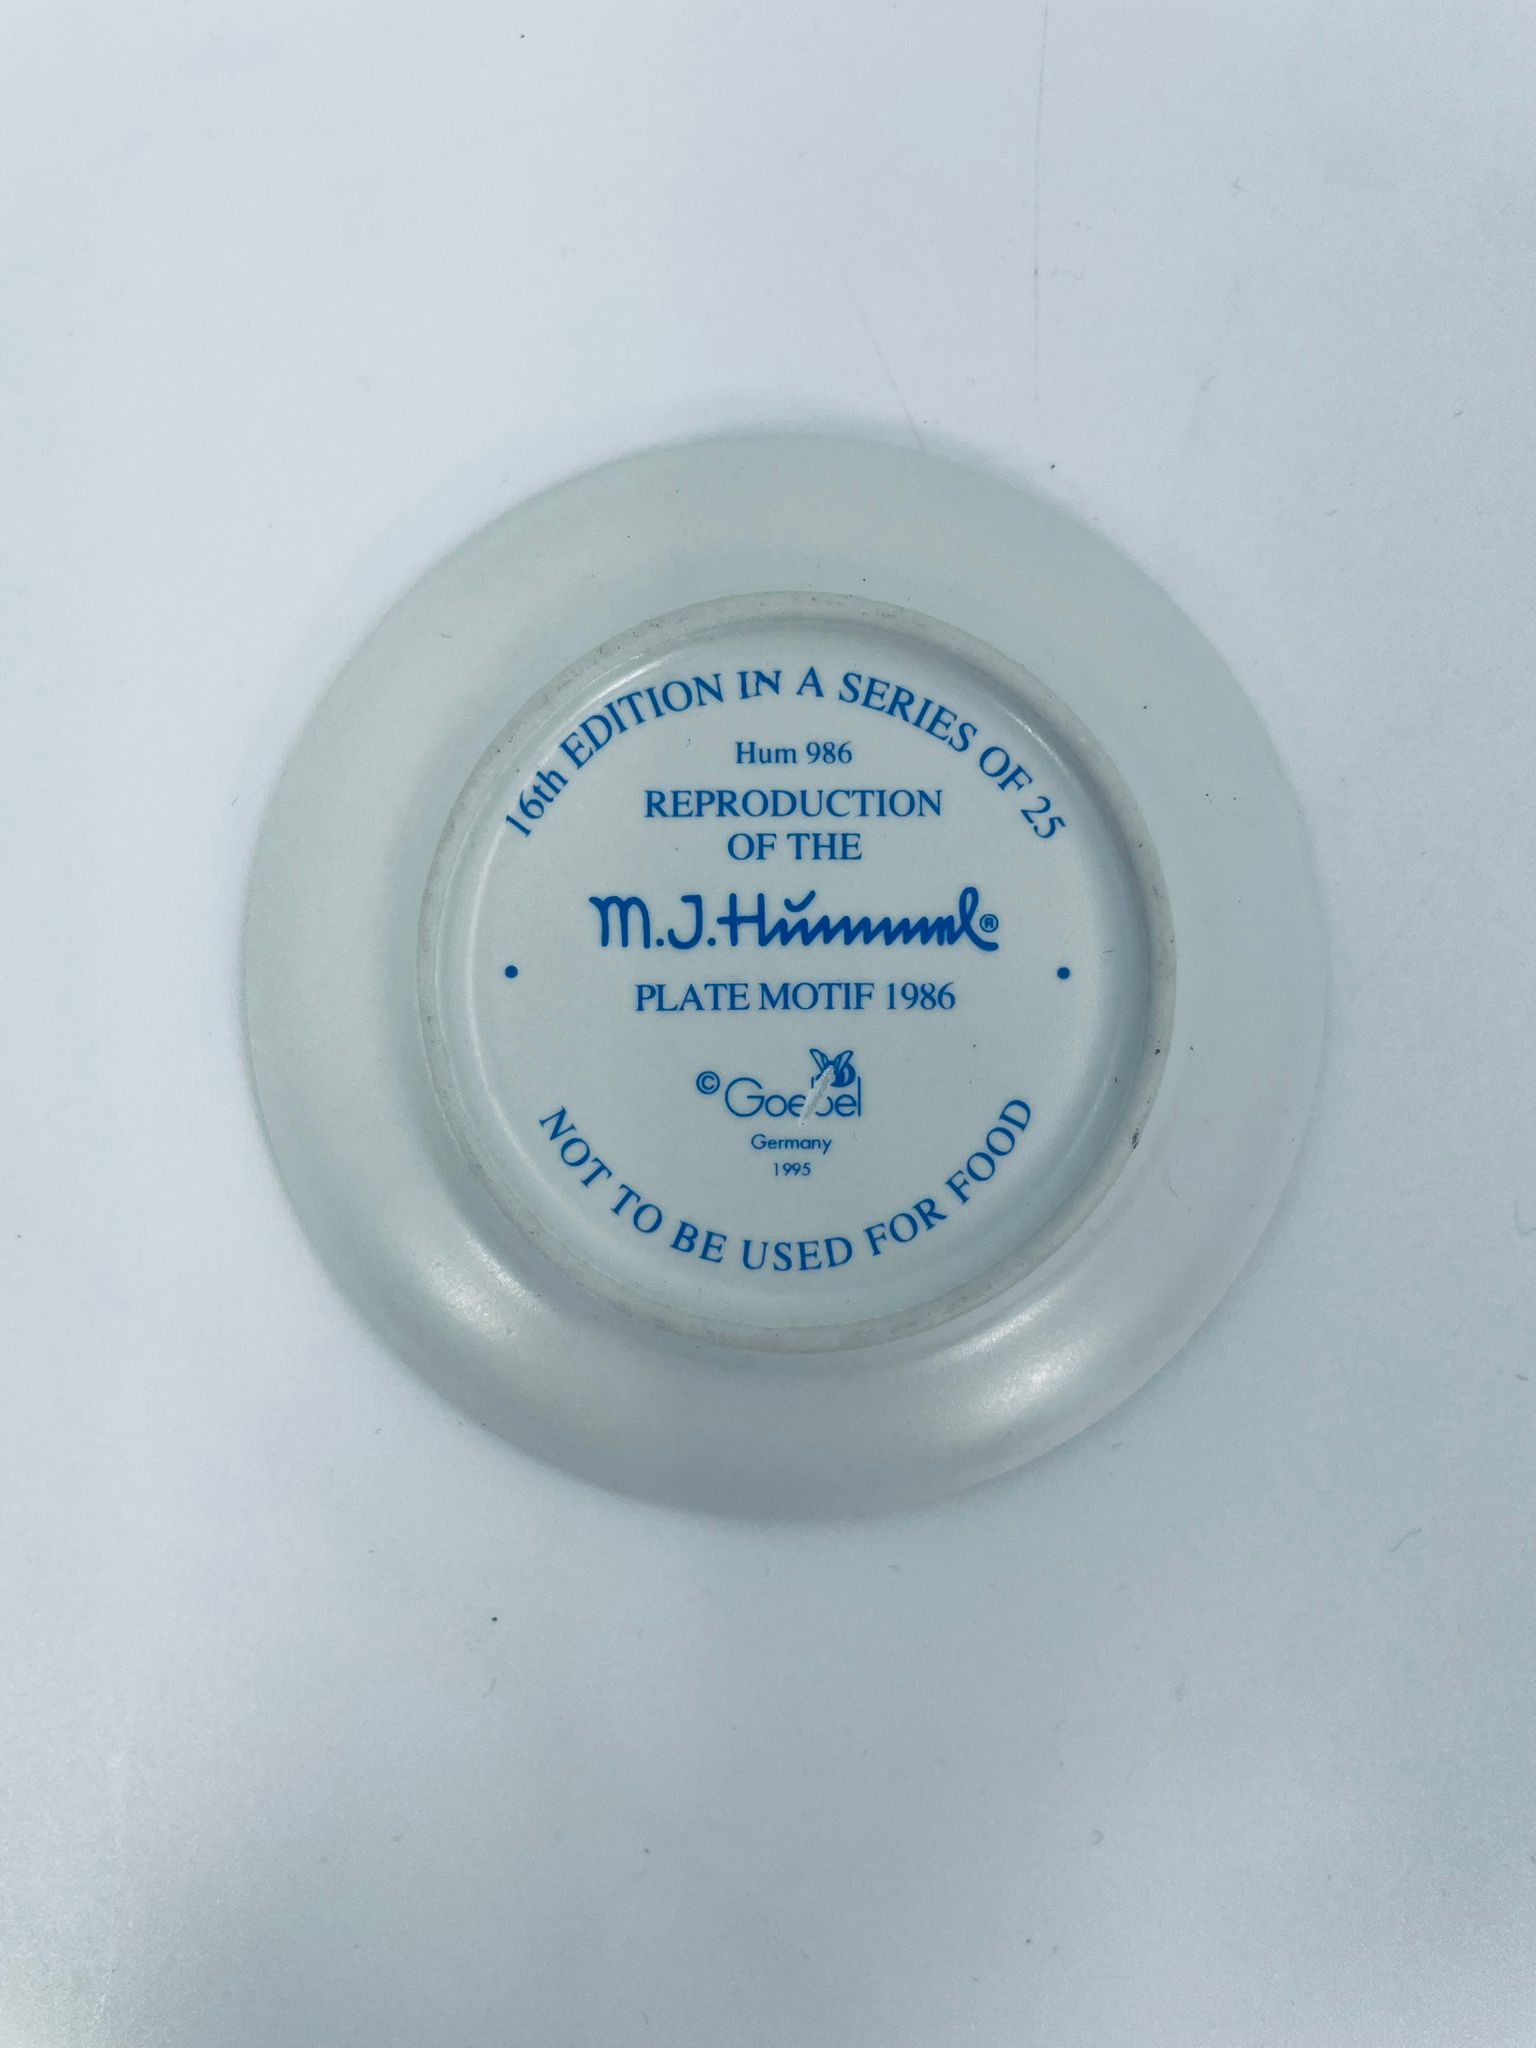 16th EDITION IN A SERIES OF 25
Hum 986
REPRODUCTION
OF THE
M.J.Hummel®
• PLATE MOTIF 1986 •
© Goebel
Germany
1995
NOT TO BE USED FOR FOOD